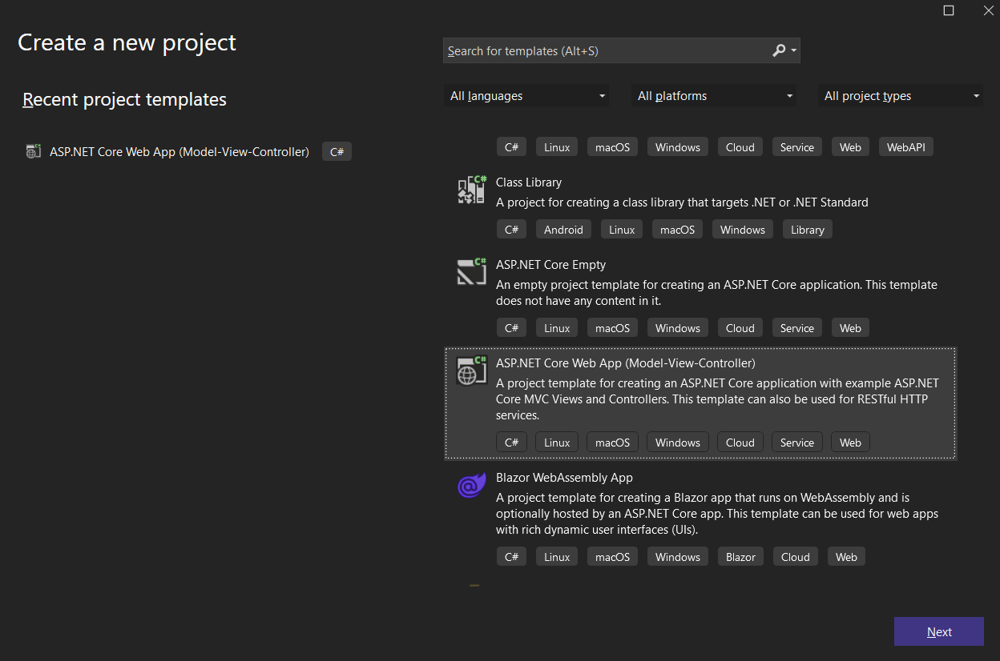 Create a new project
Search for templates (Alt+S)
Recent project templates
All languages
All platforms
All project types
ASP.NET Core Web App (Model-View-Controller)
C#
C# Linux macOS Windows Cloud Service Web WebAPI
C#
Class Library
A project for creating a class library that targets .NET or .NET Standard
C# Android Linux macOS Windows Library
C#
ASP.NET Core Empty
An empty project template for creating an ASP.NET Core application. This template
does not have any content in it.
C# Linux macOS Windows Cloud Service Web
C#
ASP.NET Core Web App (Model-View-Controller)
A project template for creating an ASP.NET Core application with example ASP.NET
Core MVC Views and Controllers. This template can also be used for RESTful HTTP
services.
C# Linux macOS Windows Cloud Service Web
Blazor WebAssembly App
A project template for creating a Blazor app that runs on WebAssembly and is
optionally hosted by an ASP.NET Core app. This template can be used for web apps
with rich dynamic user interfaces (UIs).
C# Linux macOS Windows Blazor Cloud Web
Next